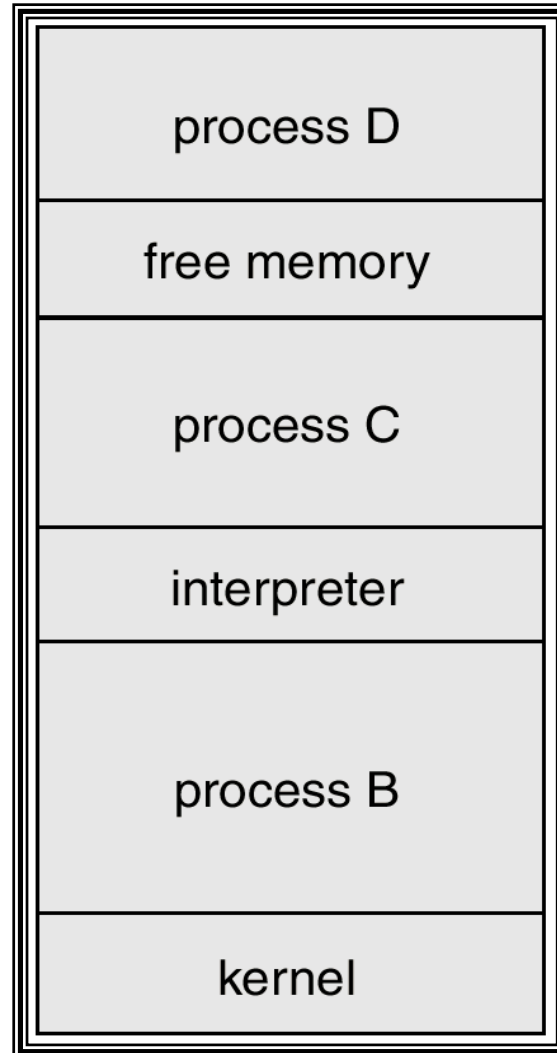 process D
free memory
process C
interpreter
process B
kernel